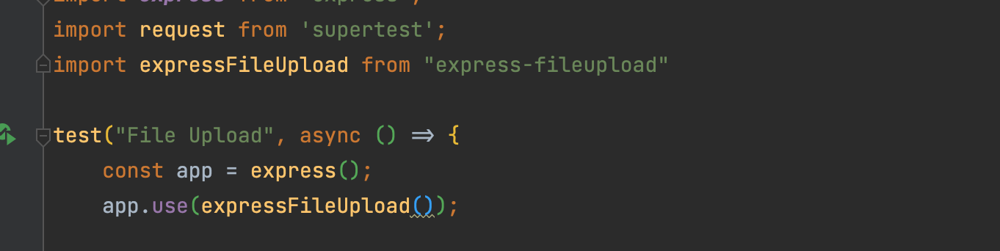 import express from 'express';
import request from 'supertest';
import expressFileUpload from "express-fileupload"
test("File Upload", async () => {
const app = express();
app.use(expressFileUpload());